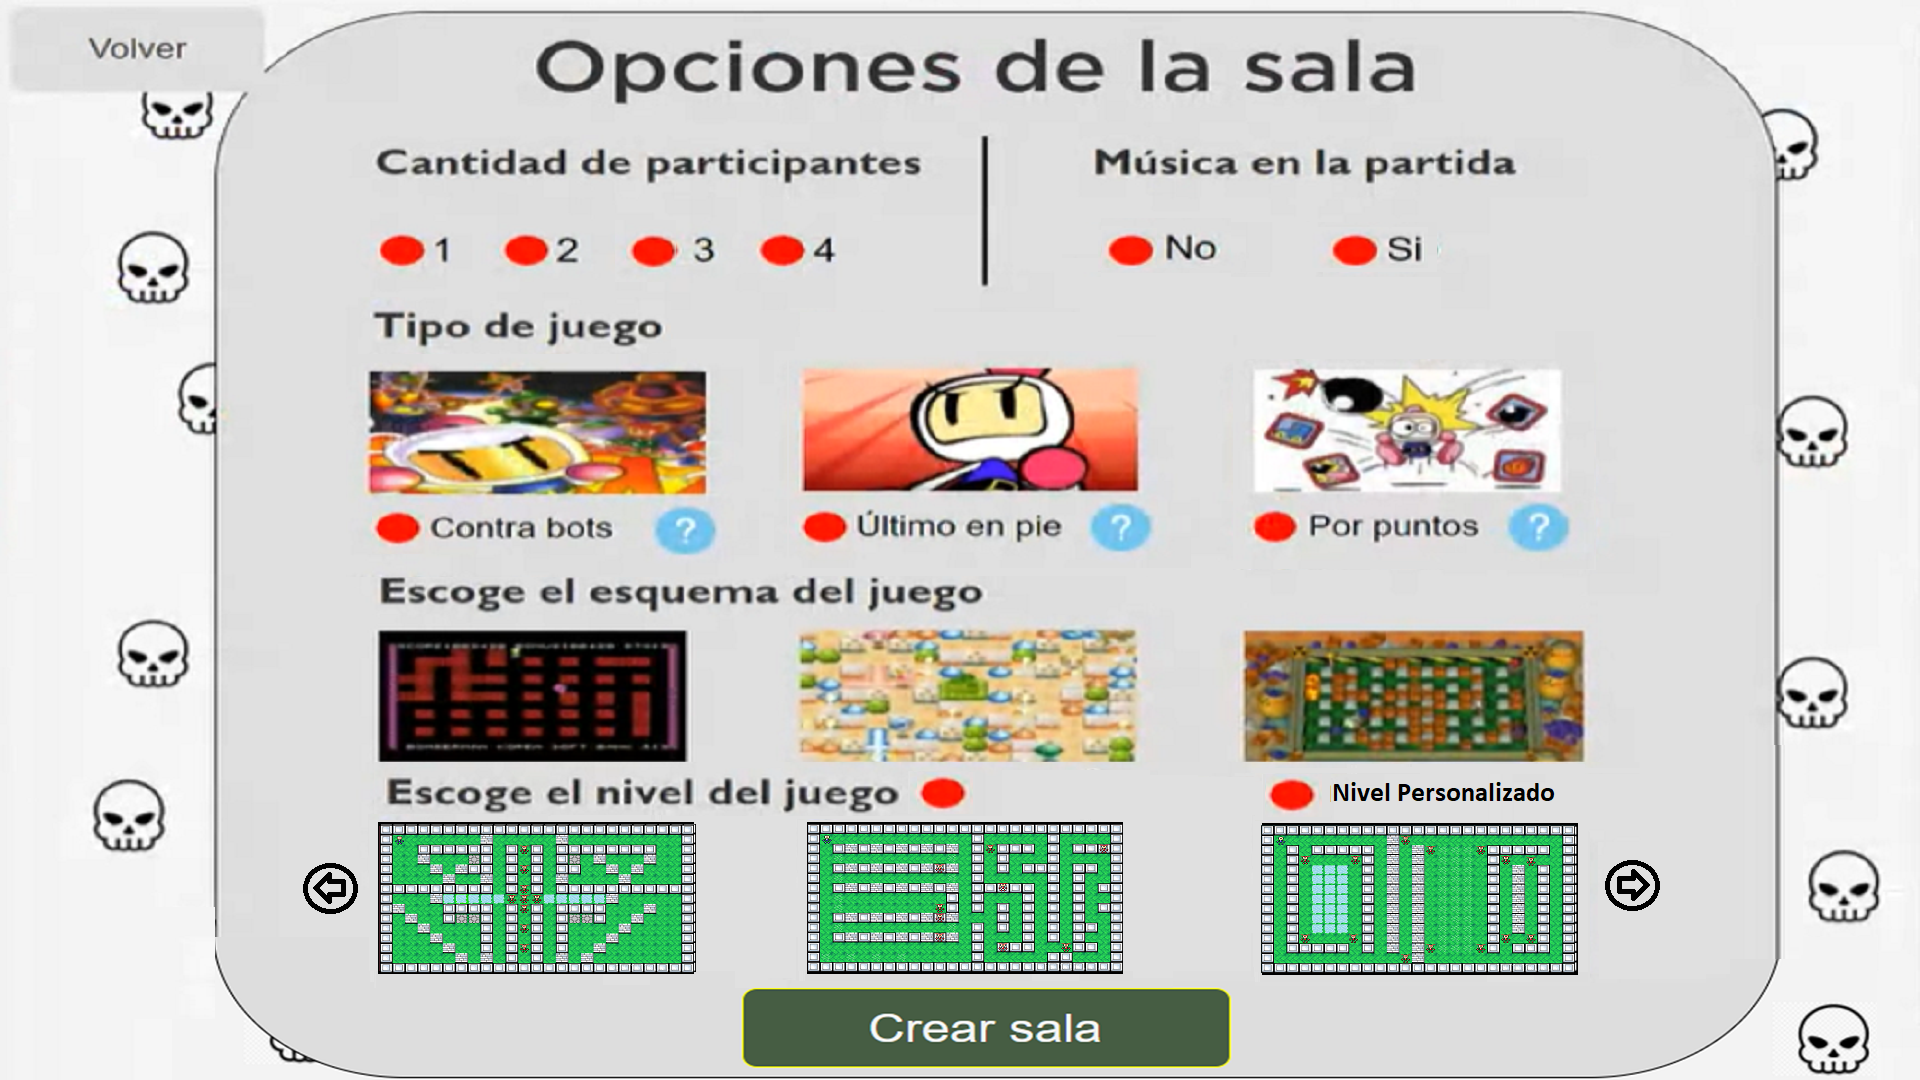 Volver
Opciones de la sala
Cantidad de participantes
Música en la partida
1 2 3 4
No Si
Tipo de juego
Contra bots ?
Último en pie ?
Por puntos ?
Escoge el esquema del juego
Escoge el nivel del juego
Nivel Personalizado
Crear sala